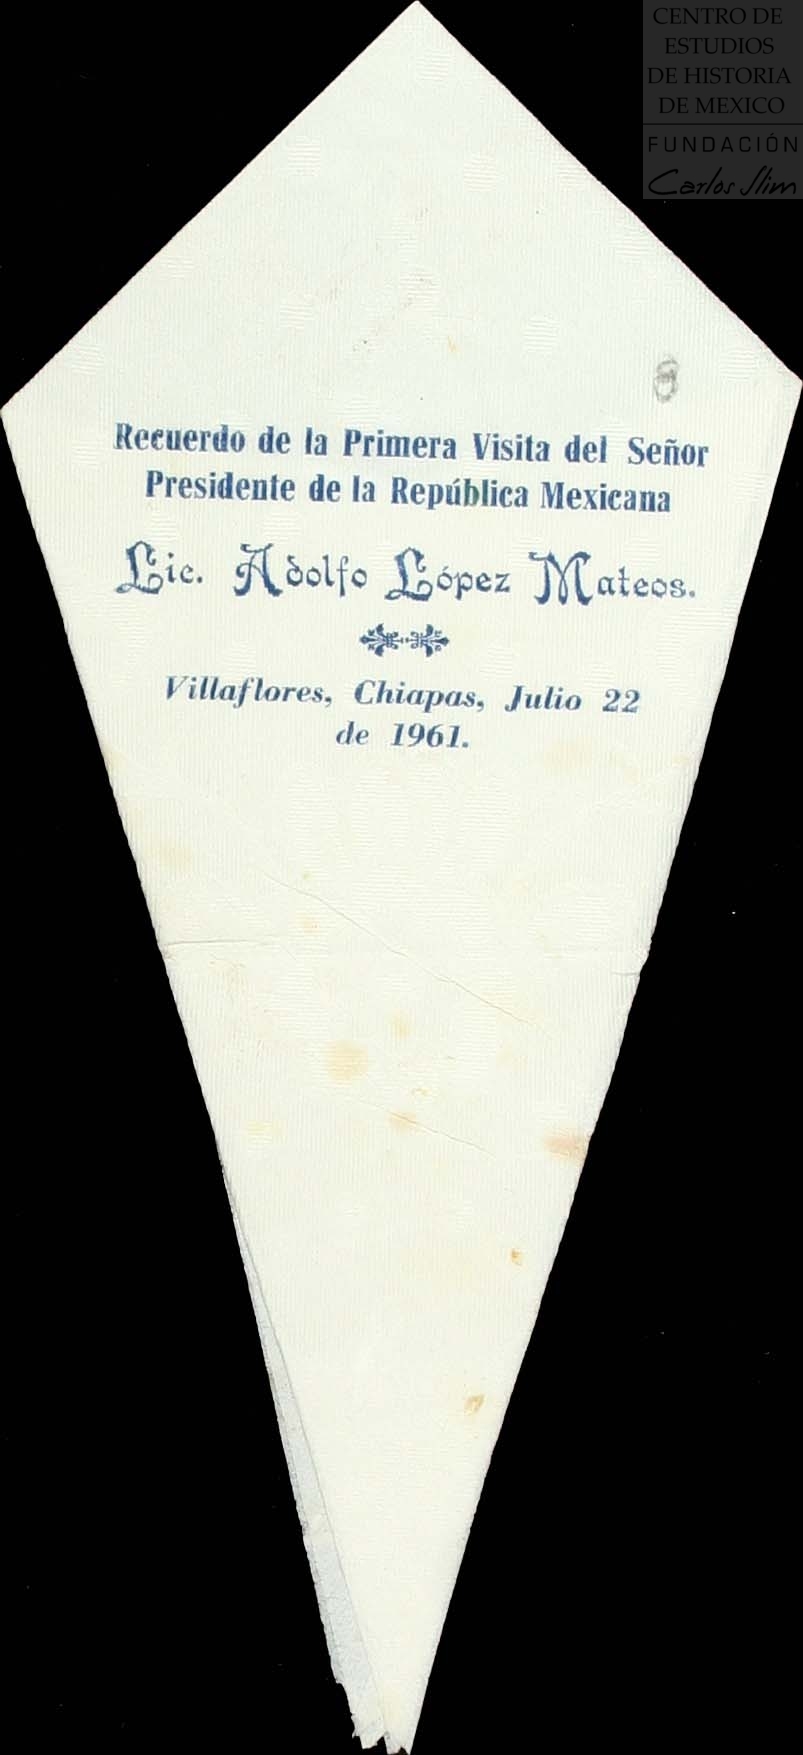 CENTRO DE
ESTUDIOS
DE HISTORIA
DE MEXICO
FUNDACIÓN
Carlos Slim
8
Recuerdo de la Primera Visita del Señor
Presidente de la República Mexicana
Lic. Adolfo López Mateos.
Villaflores, Chiapas, Julio 22
de 1961.